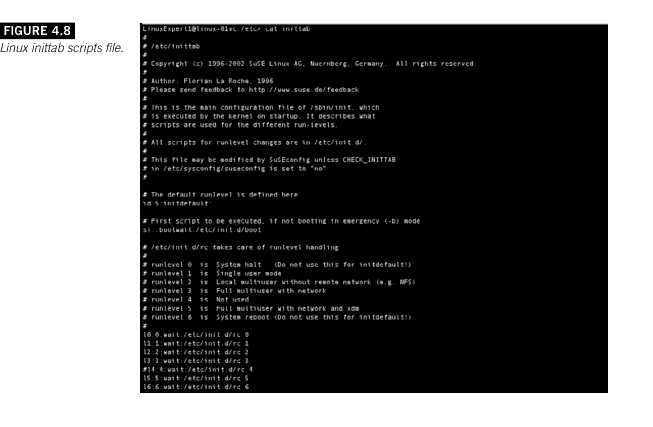 FIGURE 4.8
Linux inittab scripts file.
LinuxExpert1@linux-01vc:/etc> cat inittab
#
# /etc/inittab
#
# Copyright (c) 1996-2002 SuSE Linux AG, Nuernberg, Germany.  All rights reserved.
#
# Author: Florian La Roche, 1996
# Please send feedback to http://www.suse.de/feedback
#
# This is the main configuration file of /sbin/init, which
# is executed by the kernel on startup. It describes what
# scripts are used for the different run-levels.
#
# All scripts for runlevel changes are in /etc/init.d/.
#
# This file may be modified by SuSEconfig unless CHECK_INITTAB
# in /etc/sysconfig/suseconfig is set to "no"
#
# The default runlevel is defined here
id:5:initdefault:
# First script to be executed, if not booting in emergency (-b) mode
si::bootwait:/etc/init.d/boot
# /etc/init.d/rc takes care of runlevel handling
#
# runlevel 0  is  System halt   (Do not use this for initdefault!)
# runlevel 1  is  Single user mode
# runlevel 2  is  Local multiuser without remote network (e.g. NFS)
# runlevel 3  is  Full multiuser with network
# runlevel 4  is  Not used
# runlevel 5  is  Full multiuser with network and xdm
# runlevel 6  is  System reboot (Do not use this for initdefault!)
#
l0:0:wait:/etc/init.d/rc 0
l1:1:wait:/etc/init.d/rc 1
l2:2:wait:/etc/init.d/rc 2
l3:3:wait:/etc/init.d/rc 3
#l4:4:wait:/etc/init.d/rc 4
l5:5:wait:/etc/init.d/rc 5
l6:6:wait:/etc/init.d/rc 6